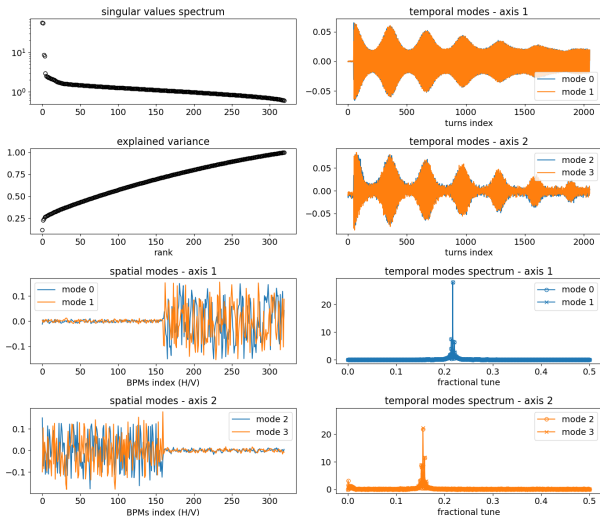 singular values spectrum
10¹
10⁰
0 50 100 150 200 250 300
temporal modes - axis 1
0.05
0.00
−0.05
mode 0
mode 1
0 500 1000 1500 2000
turns index
explained variance
1.00
0.75
0.50
0.25
0 50 100 150 200 250 300
rank
temporal modes - axis 2
0.05
0.00
−0.05
mode 2
mode 3
0 500 1000 1500 2000
turns index
spatial modes - axis 1
mode 0
mode 1
0.1
0.0
−0.1
0 50 100 150 200 250 300
BPMs index (H/V)
temporal modes spectrum - axis 1
20
10
0
mode 0
mode 1
0.0 0.1 0.2 0.3 0.4 0.5
fractional tune
spatial modes - axis 2
mode 2
mode 3
0.1
0.0
−0.1
0 50 100 150 200 250 300
BPMs index (H/V)
temporal modes spectrum - axis 2
20
10
0
mode 2
mode 3
0.0 0.1 0.2 0.3 0.4 0.5
fractional tune